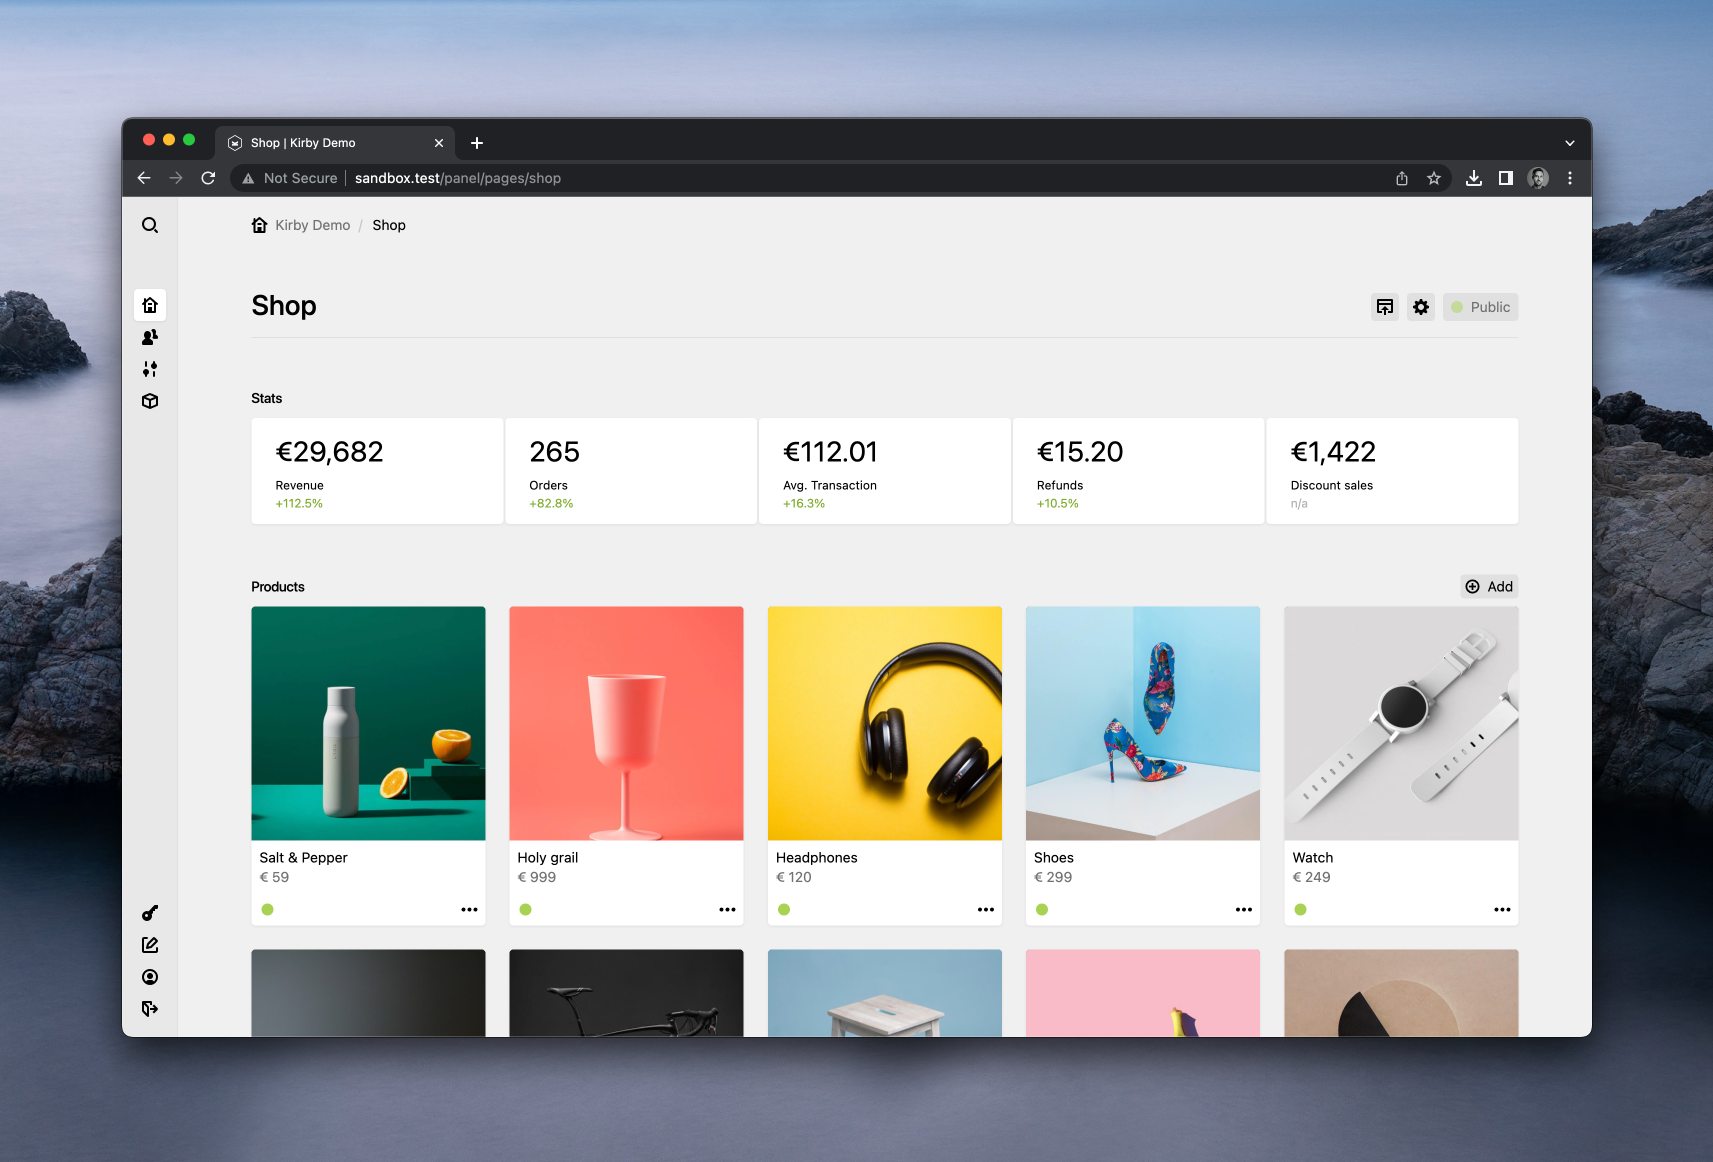 Shop | Kirby Demo
Not Secure sandbox.test/panel/pages/shop
Kirby Demo / Shop
Shop
Public
Stats
€29,682
Revenue
+112.5%
265
Orders
+82.8%
€112.01
Avg. Transaction
+16.3%
€15.20
Refunds
+10.5%
€1,422
Discount sales
n/a
Products
Add
Salt & Pepper
€ 59
Holy grail
€ 999
Headphones
€ 120
Shoes
€ 299
Watch
€ 249